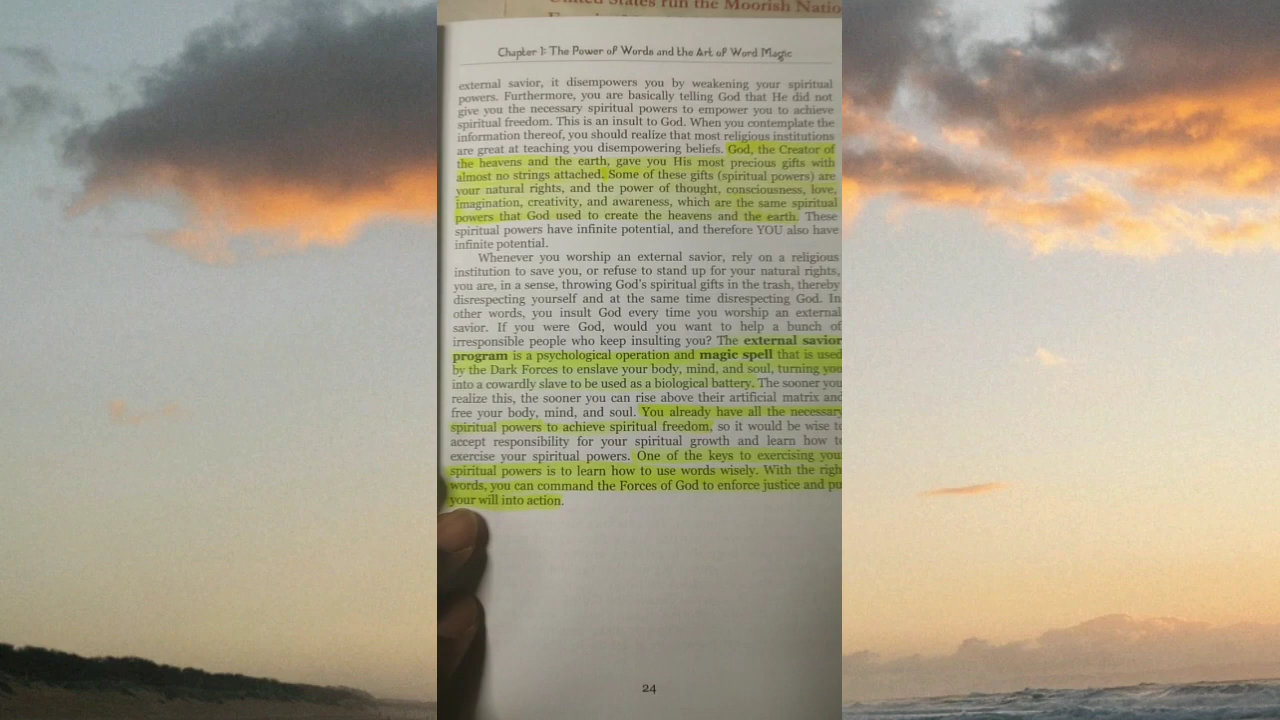 United States run the Moorish Natio
Chapter 1: The Power of Words and the Art of Word Magic
external savior, it disempowers you by weakening your spiritual
powers. Furthermore, you are basically telling God that He did not
give you the necessary spiritual powers to empower you to achieve
spiritual freedom. This is an insult to God. When you contemplate the
information thereof, you should realize that most religious institutions
are great at teaching you disempowering beliefs. God, the Creator of
the heavens and the earth, gave you His most precious gifts with
almost no strings attached. Some of these gifts (spiritual powers) are
your natural rights, and the power of thought, consciousness, love,
imagination, creativity, and awareness, which are the same spiritual
powers that God used to create the heavens and the earth. These
spiritual powers have infinite potential, and therefore YOU also have
infinite potential.
Whenever you worship an external savior, rely on a religious
institution to save you, or refuse to stand up for your natural rights,
you are, in a sense, throwing God's spiritual gifts in the trash, thereby
disrespecting yourself and at the same time disrespecting God. In
other words, you insult God every time you worship an external
savior. If you were God, would you want to help a bunch of
irresponsible people who keep insulting you? The external savior
program is a psychological operation and magic spell that is used
by the Dark Forces to enslave your body, mind, and soul, turning you
into a cowardly slave to be used as a biological battery. The sooner you
realize this, the sooner you can rise above their artificial matrix and
free your body, mind, and soul. You already have all the necessary
spiritual powers to achieve spiritual freedom, so it would be wise to
accept responsibility for your spiritual growth and learn how to
exercise your spiritual powers. One of the keys to exercising you
spiritual powers is to learn how to use words wisely. With the righ
words, you can command the Forces of God to enforce justice and pu
your will into action.
24